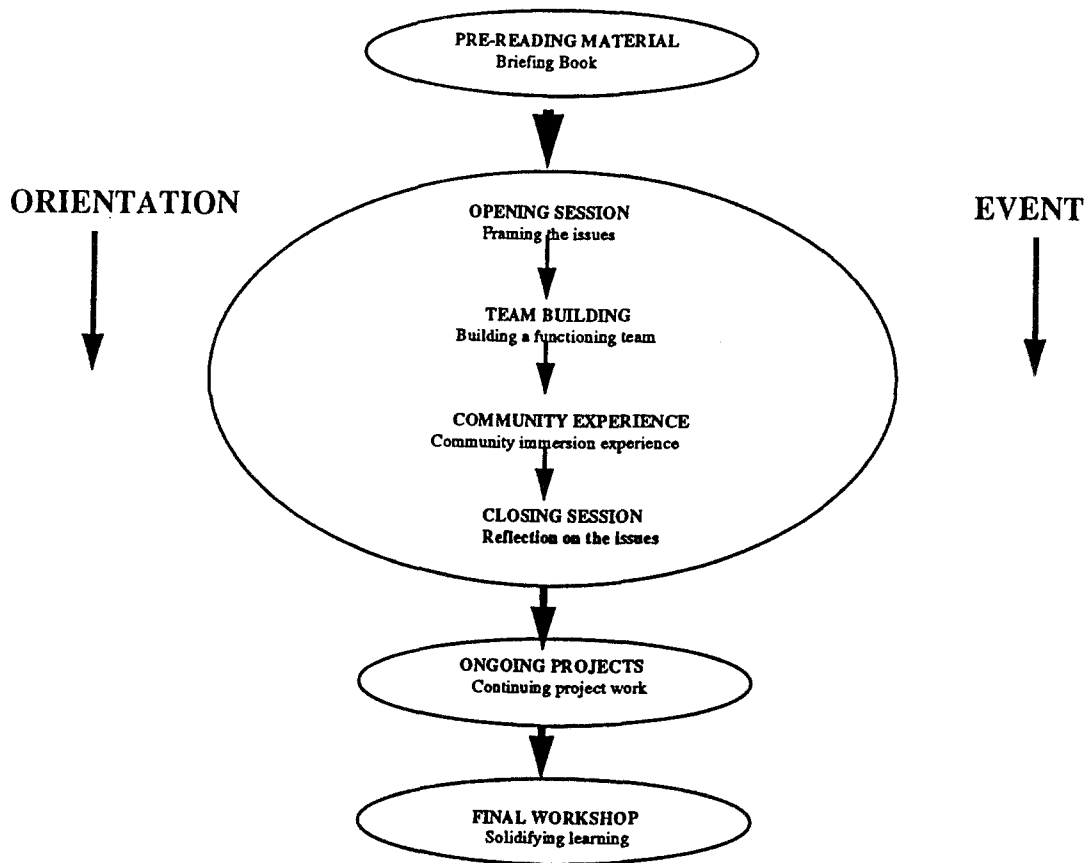 PRE-READING MATERIAL
Briefing Book
ORIENTATION
EVENT
OPENING SESSION
Framing the issues
TEAM BUILDING
Building a functioning team
COMMUNITY EXPERIENCE
Community immersion experience
CLOSING SESSION
Reflection on the issues
ONGOING PROJECTS
Continuing project work
FINAL WORKSHOP
Solidifying learning